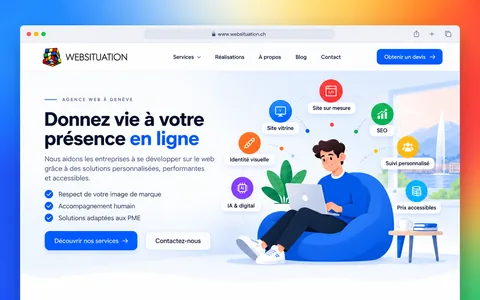 www.websituation.ch
WEBSITUATION
Services
Réalisations
À propos
Blog
Contact
Obtenir un devis →
AGENCE WEB À GENÈVE
Donnez vie à votre
présence en ligne
Nous aidons les entreprises à se développer sur le web
grâce à des solutions personnalisées, performantes
et accessibles.
Respect de votre image de marque
Accompagnement humain
Solutions adaptées aux PME
Découvrir nos services →
Contactez-nous
Site sur mesure
Site vitrine
SEO
Identité visuelle
Suivi personnalisé
IA & digital
Prix accessibles